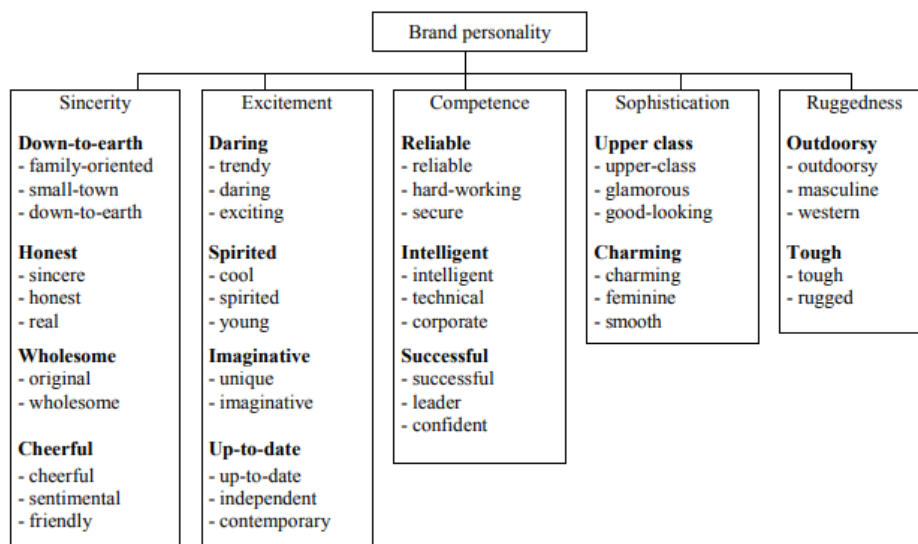 Brand personality
Sincerity
Down-to-earth
- family-oriented
- small-town
- down-to-earth
Honest
- sincere
- honest
- real
Wholesome
- original
- wholesome
Cheerful
- cheerful
- sentimental
- friendly
Excitement
Daring
- trendy
- daring
- exciting
Spirited
- cool
- spirited
- young
Imaginative
- unique
- imaginative
Up-to-date
- up-to-date
- independent
- contemporary
Competence
Reliable
- reliable
- hard-working
- secure
Intelligent
- intelligent
- technical
- corporate
Successful
- successful
- leader
- confident
Sophistication
Upper class
- upper-class
- glamorous
- good-looking
Charming
- charming
- feminine
- smooth
Ruggedness
Outdoorsy
- outdoorsy
- masculine
- western
Tough
- tough
- rugged